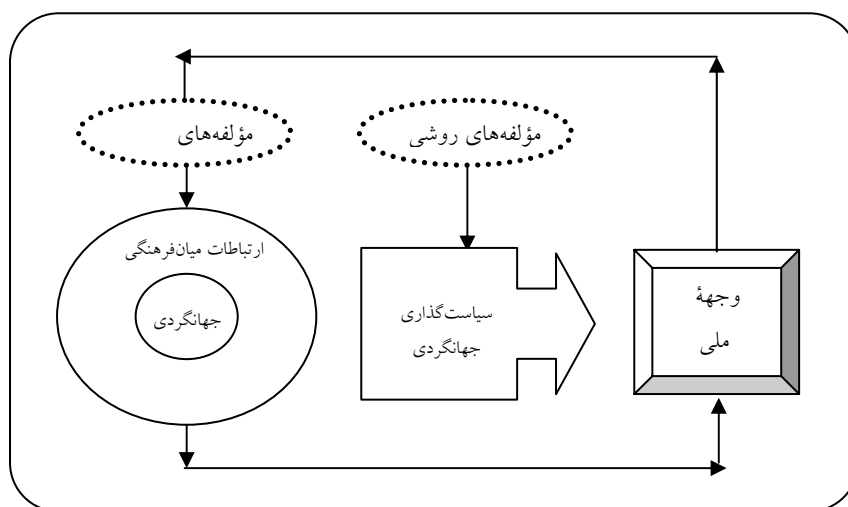 مؤلفه‌های روشی
مؤلفه‌های
ارتباطات میان‌فرهنگی
جهانگردی
سیاست‌گذاری
جهانگردی
وجههٔ
ملی